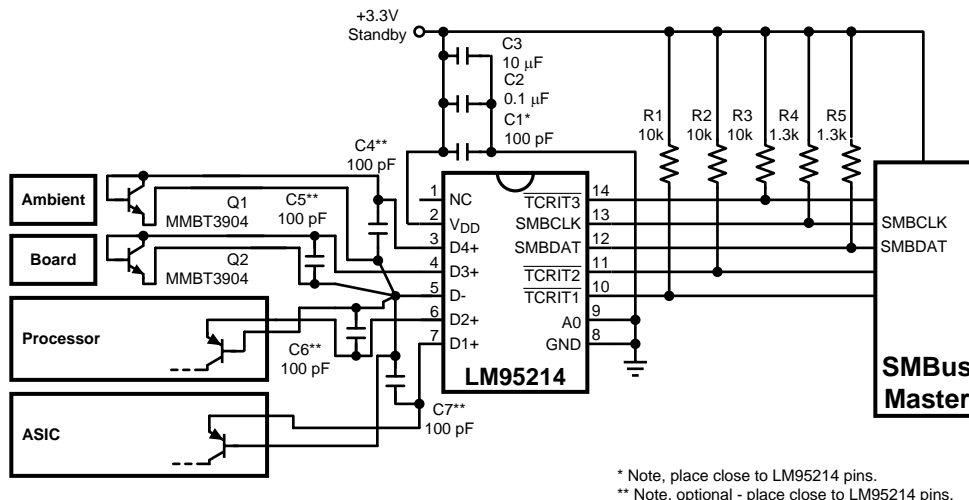 +3.3V
Standby
C3
10 µF
C2
0.1 µF
C1*
100 pF
C4**
100 pF
R1
10k
R2
10k
R3
10k
R4
1.3k
R5
1.3k
Ambient
Q1
MMBT3904
C5**
100 pF
Board
Q2
MMBT3904
Processor
C6**
100 pF
ASIC
C7**
100 pF
1
NC
2
VDD
3
D4+
4
D3+
5
D-
6
D2+
7
D1+
14
TCRIT3
13
SMBCLK
12
SMBDAT
11
TCRIT2
10
TCRIT1
9
A0
8
GND
LM95214
SMBCLK
SMBDAT
SMBus
Master
* Note, place close to LM95214 pins.
** Note, optional - place close to LM95214 pins.